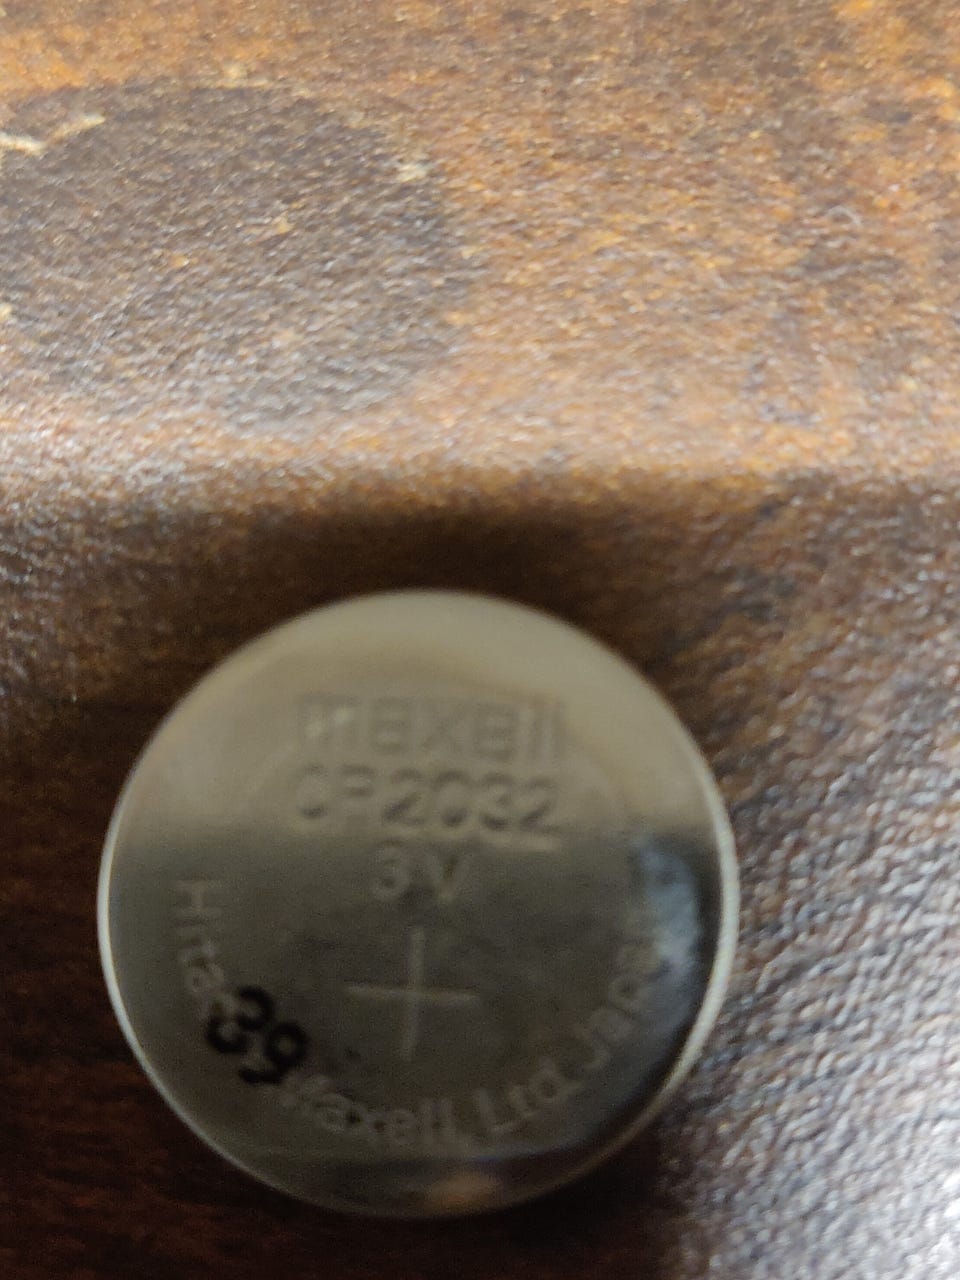 maxell
CR2032
3V
+
Hitachi Maxell, Ltd. Japan
39